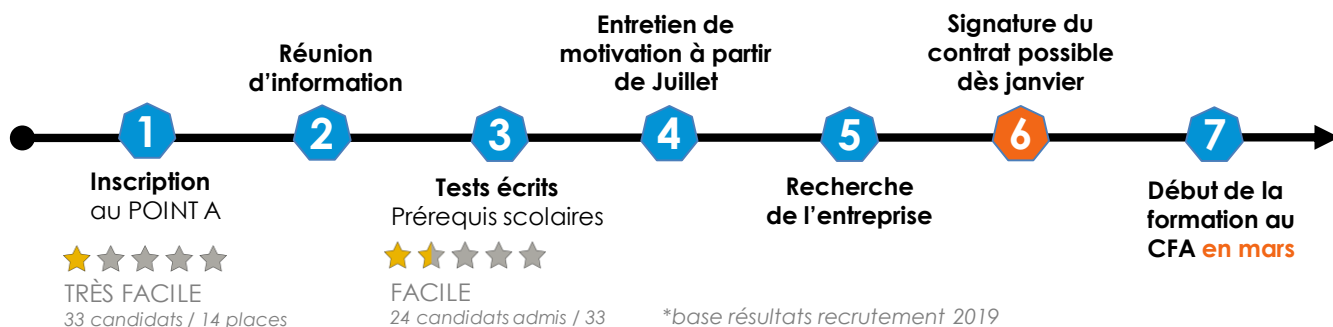 1
Inscription
au POINT A
TRÈS FACILE
33 candidats / 14 places
2
Réunion
d’information
3
Tests écrits
Prérequis scolaires
FACILE
24 candidats admis / 33
4
Entretien de
motivation à partir
de Juillet
5
Recherche
de l’entreprise
6
Signature du
contrat possible
dès janvier
7
Début de la
formation au
CFA en mars
*base résultats recrutement 2019